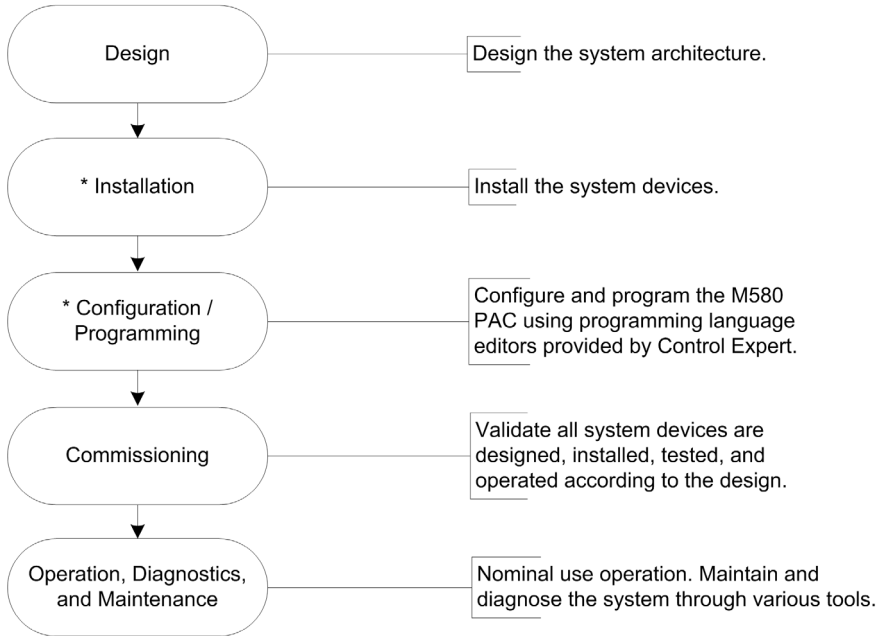 Design
Design the system architecture.
* Installation
Install the system devices.
* Configuration /
Programming
Configure and program the M580
PAC using programming language
editors provided by Control Expert.
Commissioning
Validate all system devices are
designed, installed, tested, and
operated according to the design.
Operation, Diagnostics,
and Maintenance
Nominal use operation. Maintain and
diagnose the system through various tools.